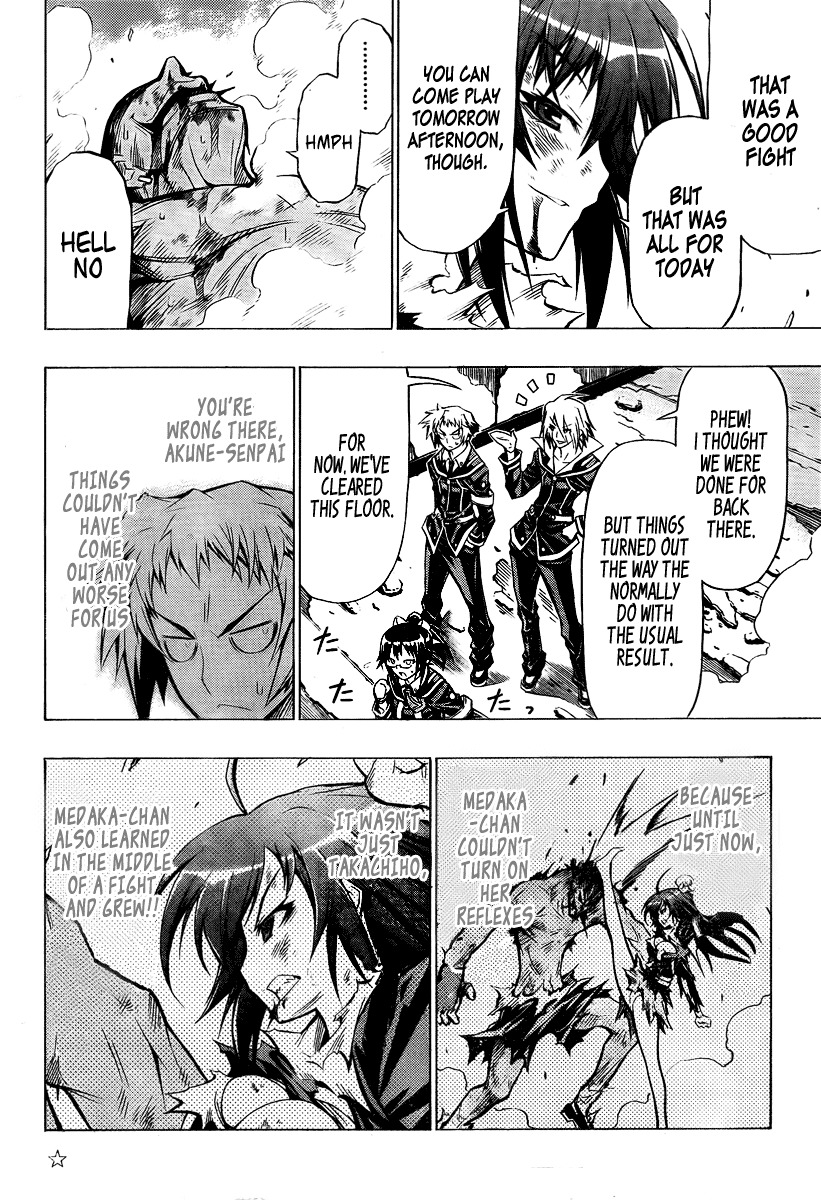 THAT
WAS A
GOOD
FIGHT
BUT
THAT WAS
ALL FOR
TODAY
YOU CAN
COME PLAY
TOMORROW
AFTERNOON,
THOUGH.
.........
HMPH
HELL
NO
PHEW!
I THOUGHT
WE WERE
DONE FOR
BACK
THERE.
BUT THINGS
TURNED OUT
THE WAY THE
NORMALLY
DO WITH
THE USUAL
RESULT.
FOR
NOW, WE'VE
CLEARED
THIS FLOOR.
たた
YOU'RE
WRONG THERE,
AKUNE-SENPAI
THINGS
COULDN'T
HAVE
COME
OUT ANY
WORSE
FOR US
BECAUSE
UNTIL
JUST NOW,
MEDAKA
-CHAN
COULDN'T
TURN ON
HER
REFLEXES
IT WASN'T
JUST
TAKACHIHO,
MEDAKA-CHAN
ALSO LEARNED
IN THE MIDDLE
OF A FIGHT
AND GREW!!
☆